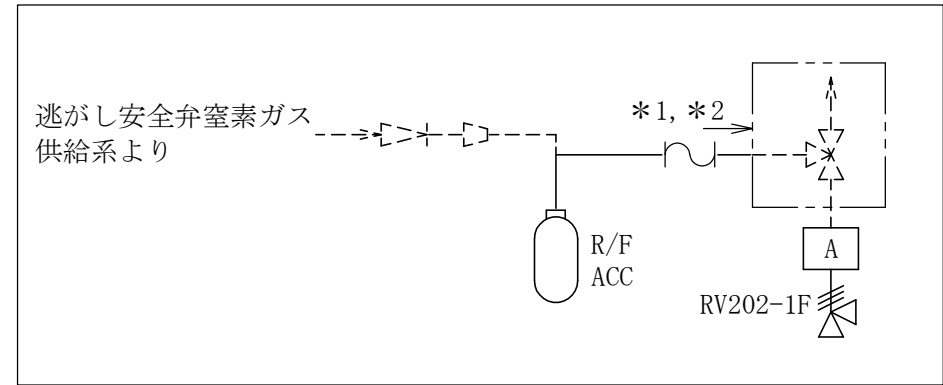 逃がし安全弁窒素ガス
供給系より
*1, *2
R/F
ACC
A
RV202-1F